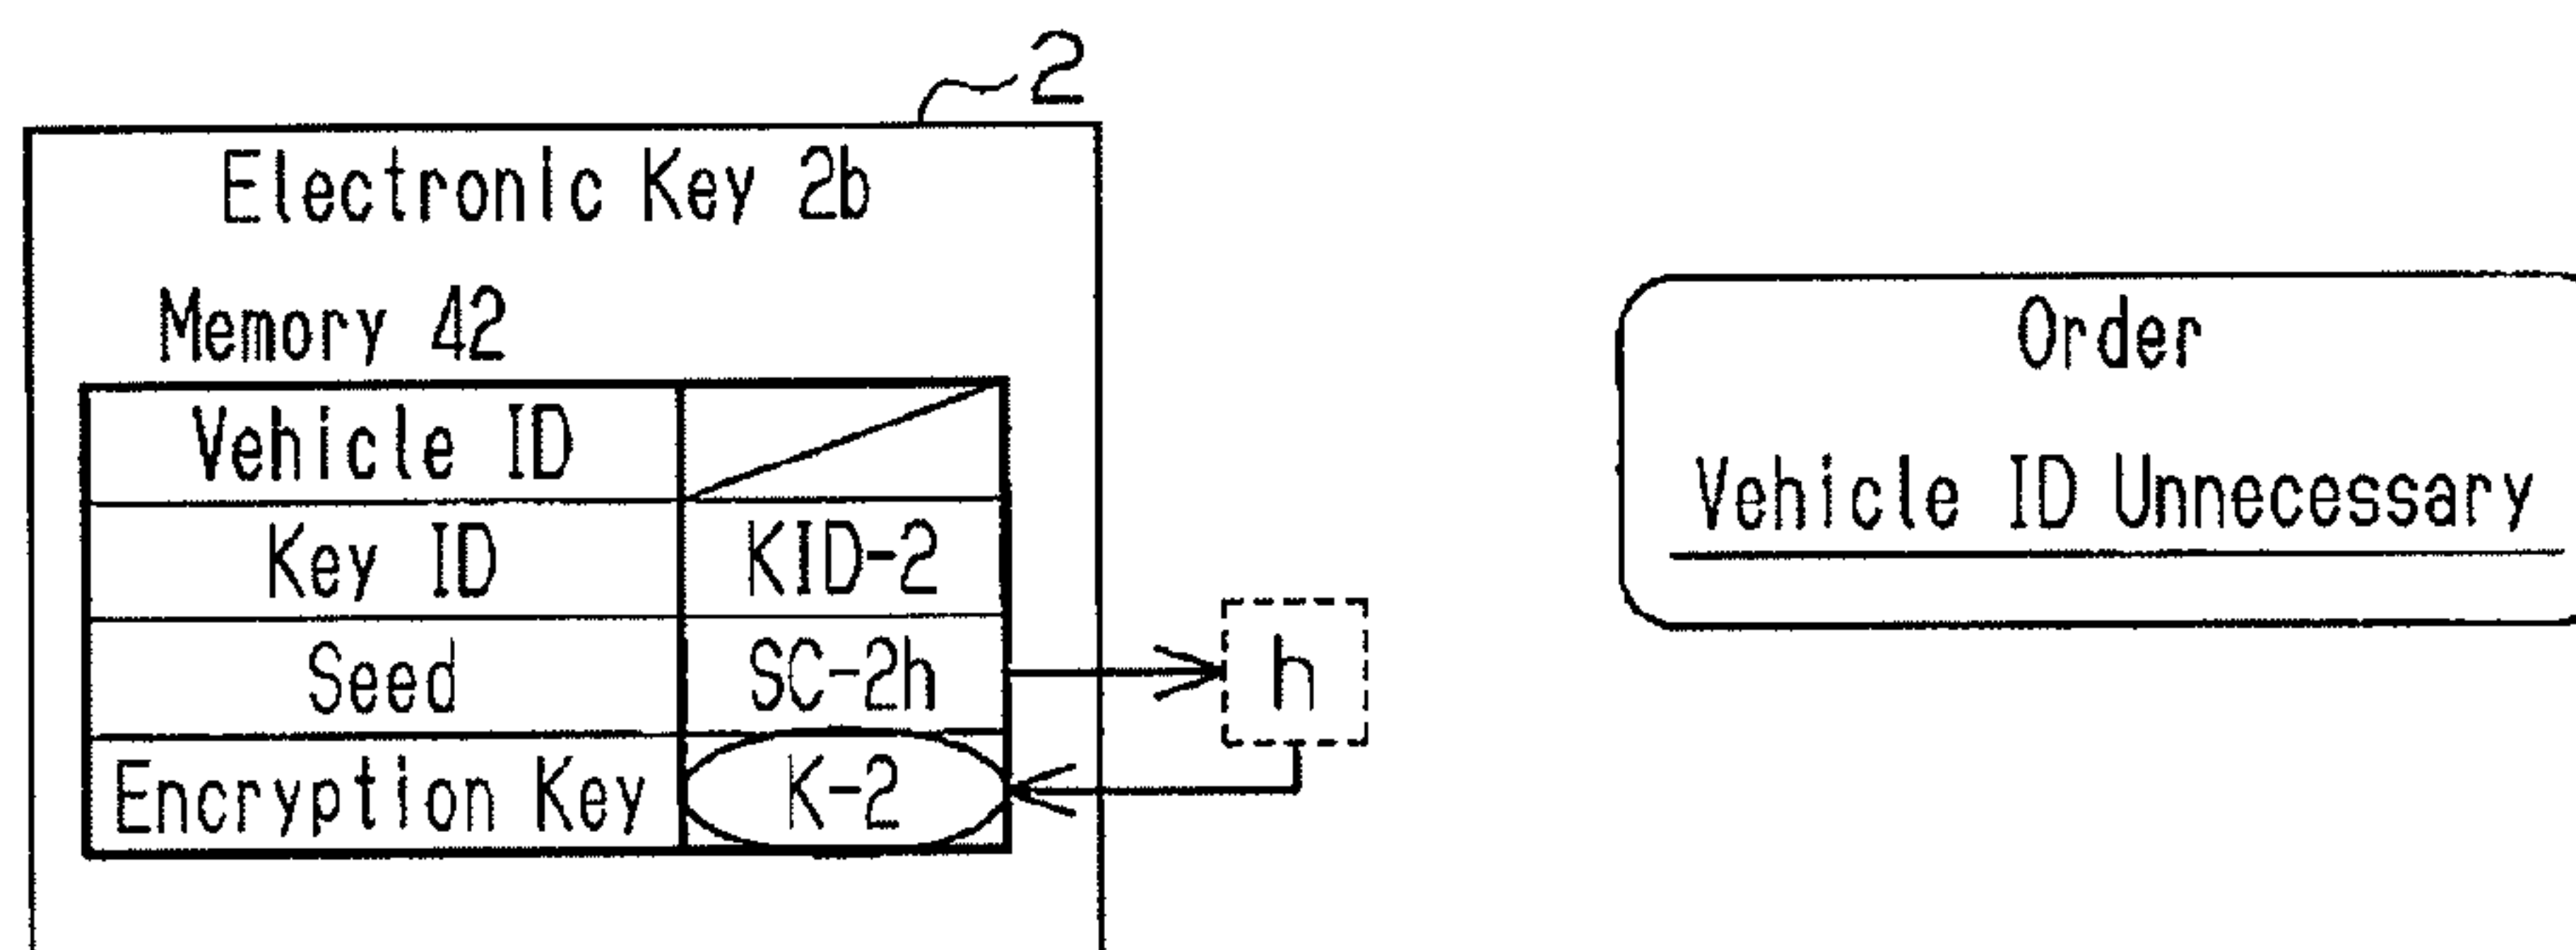 2
Electronic Key 2b
Memory 42
Vehicle ID
Key ID KID-2
Seed SC-2h
Encryption Key K-2
h
Order
Vehicle ID Unnecessary